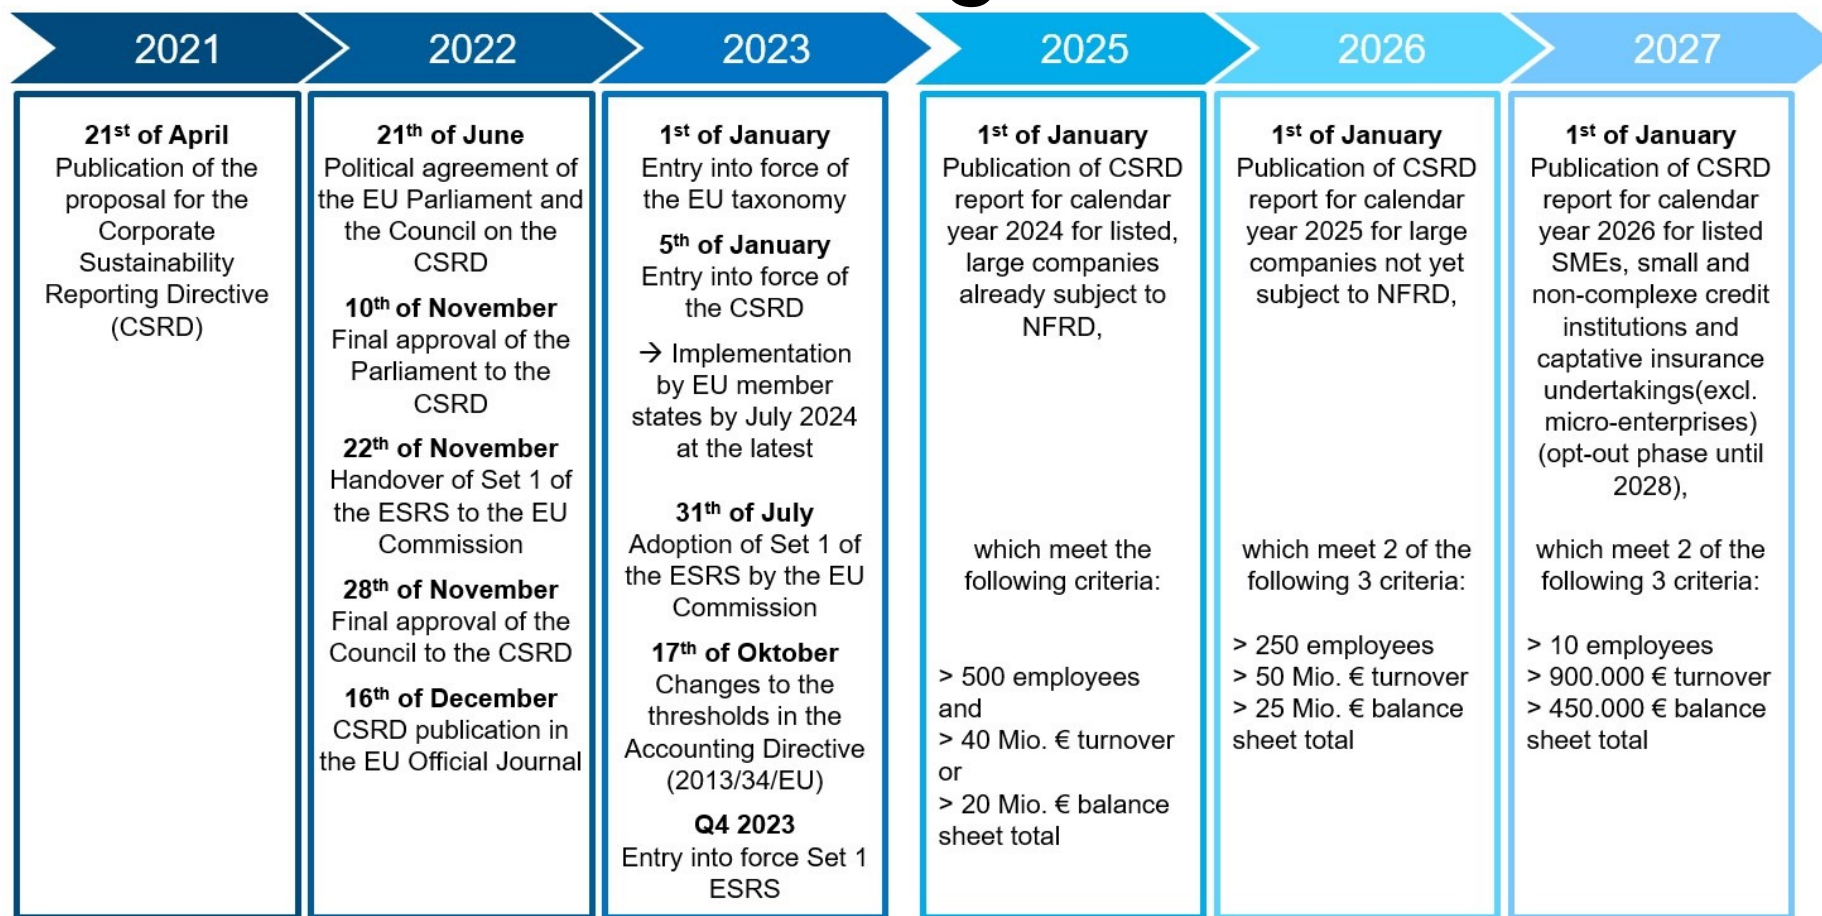 2021
21st of April
Publication of the
proposal for the
Corporate
Sustainability
Reporting Directive
(CSRD)
2022
21th of June
Political agreement of
the EU Parliament and
the Council on the
CSRD
10th of November
Final approval of the
Parliament to the
CSRD
22th of November
Handover of Set 1 of
the ESRS to the EU
Commission
28th of November
Final approval of the
Council to the CSRD
16th of December
CSRD publication in
the EU Official Journal
2023
1st of January
Entry into force of
the EU taxonomy
5th of January
Entry into force of
the CSRD
→ Implementation
by EU member
states by July 2024
at the latest
31th of July
Adoption of Set 1 of
the ESRS by the EU
Commission
17th of Oktober
Changes to the
thresholds in the
Accounting Directive
(2013/34/EU)
Q4 2023
Entry into force Set 1
ESRS
2025
1st of January
Publication of CSRD
report for calendar
year 2024 for listed,
large companies
already subject to
NFRD,
which meet the
following criteria:
> 500 employees
and
> 40 Mio. € turnover
or
> 20 Mio. € balance
sheet total
2026
1st of January
Publication of CSRD
report for calendar
year 2025 for large
companies not yet
subject to NFRD,
which meet 2 of the
following 3 criteria:
> 250 employees
> 50 Mio. € turnover
> 25 Mio. € balance
sheet total
2027
1st of January
Publication of CSRD
report for calendar
year 2026 for listed
SMEs, small and
non-complexe credit
institutions and
captative insurance
undertakings(excl.
micro-enterprises)
(opt-out phase until
2028),
which meet 2 of the
following 3 criteria:
> 10 employees
> 900.000 € turnover
> 450.000 € balance
sheet total